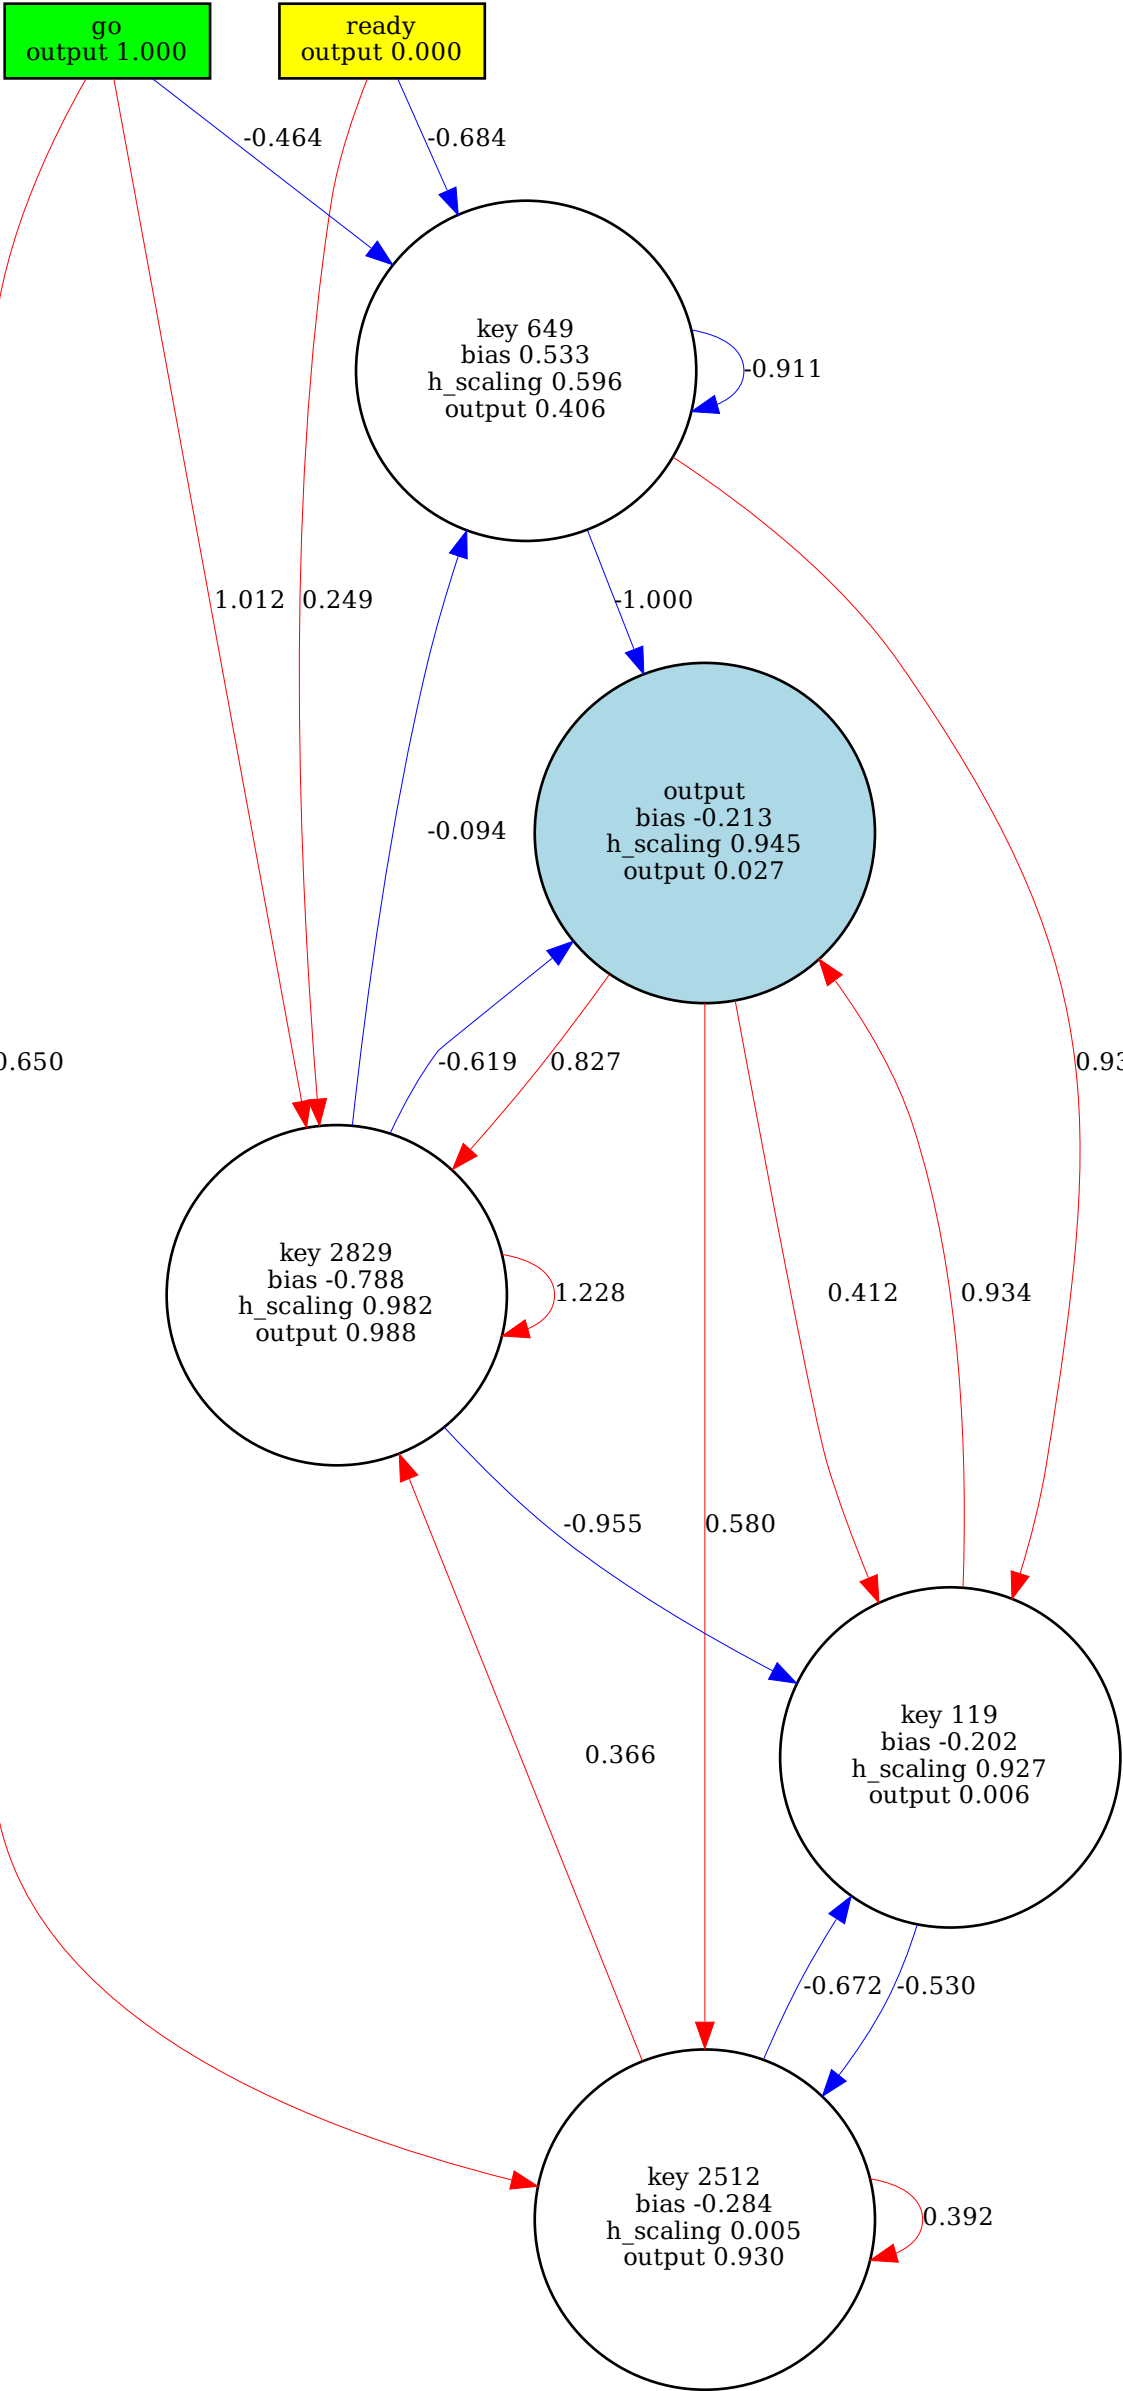 go
output 1.000
ready
output 0.000
-0.464
-0.684
key 649
bias 0.533
h_scaling 0.596
output 0.406
-0.911
1.012
0.249
-1.000
output
bias -0.213
h_scaling 0.945
output 0.027
-0.094
0.650
-0.619
0.827
0.93
key 2829
bias -0.788
h_scaling 0.982
output 0.988
1.228
0.412
0.934
-0.955
0.580
key 119
bias -0.202
h_scaling 0.927
output 0.006
0.366
-0.672
-0.530
key 2512
bias -0.284
h_scaling 0.005
output 0.930
0.392